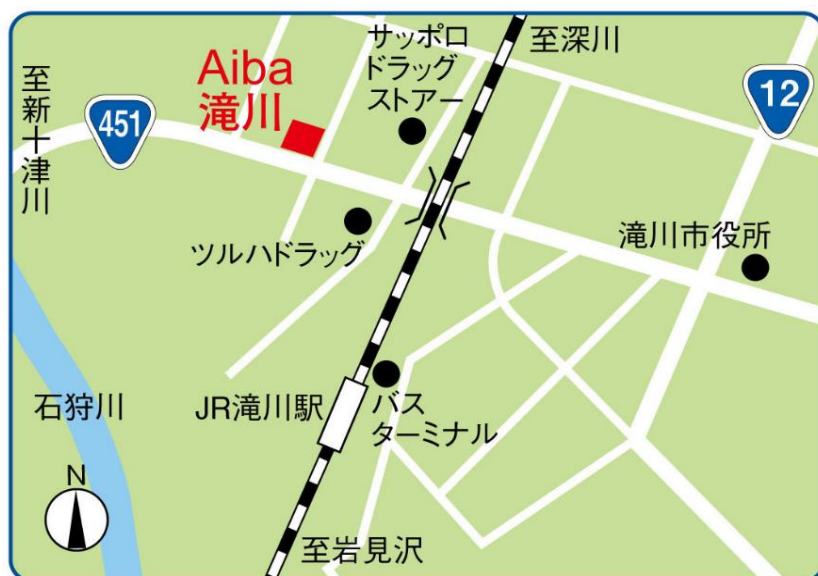 Aiba
滝川
サッポロ
ドラッグ
ストアー
至深川
至新十津川
451
12
ツルハドラッグ
滝川市役所
石狩川
JR滝川駅
バス
ターミナル
N
至岩見沢